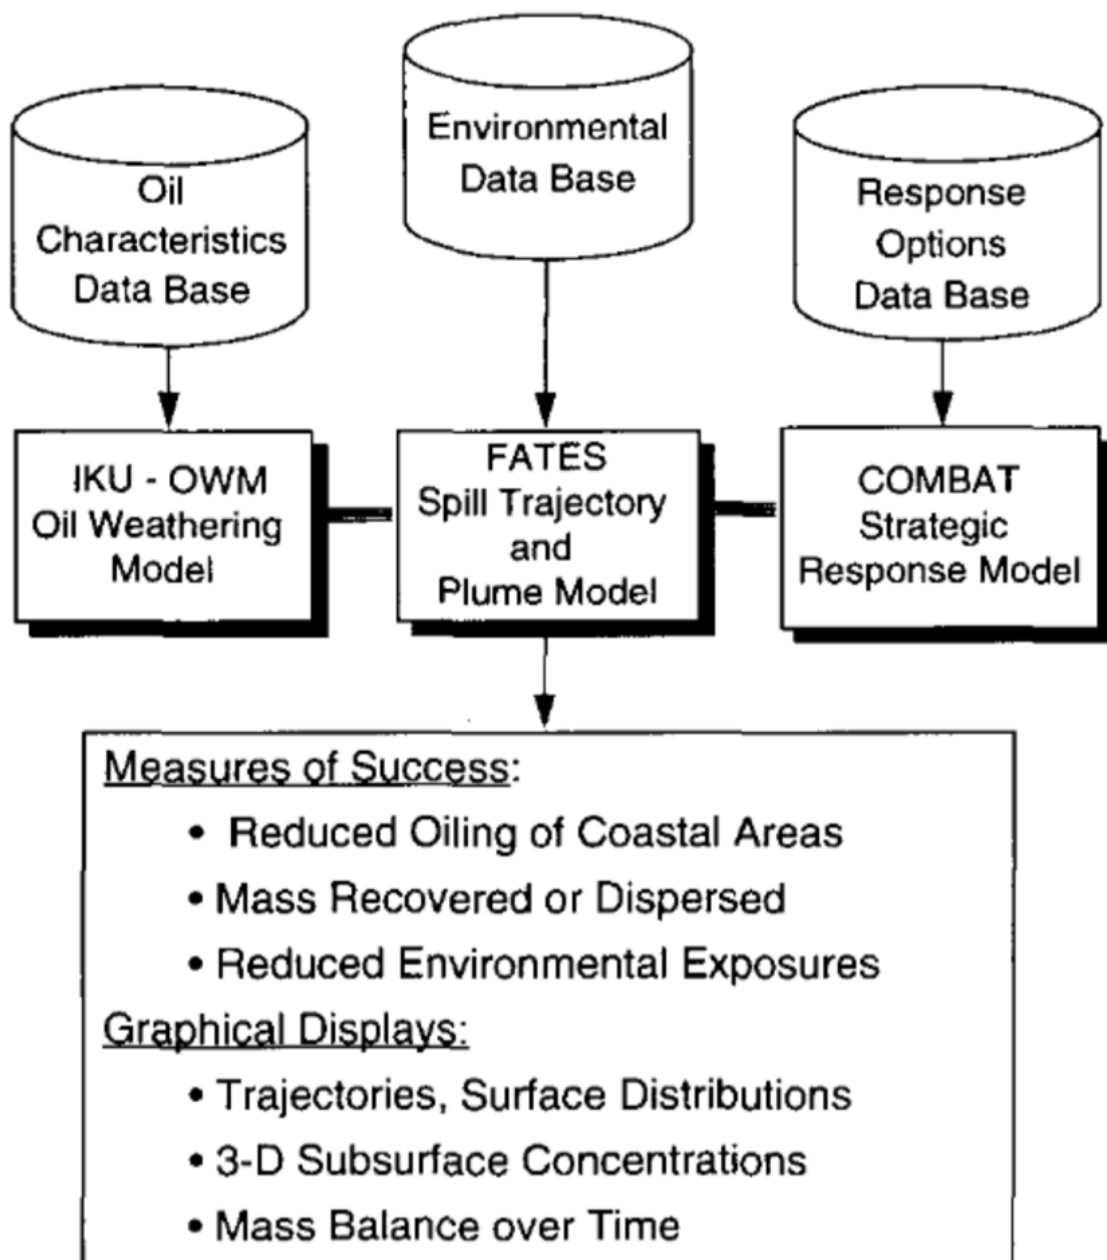 Oil
Characteristics
Data Base
Environmental
Data Base
Response
Options
Data Base
IKU - OWM
Oil Weathering
Model
FATES
Spill Trajectory
and
Plume Model
COMBAT
Strategic
Response Model
Measures of Success:
• Reduced Oiling of Coastal Areas
• Mass Recovered or Dispersed
• Reduced Environmental Exposures
Graphical Displays:
• Trajectories, Surface Distributions
• 3-D Subsurface Concentrations
• Mass Balance over Time